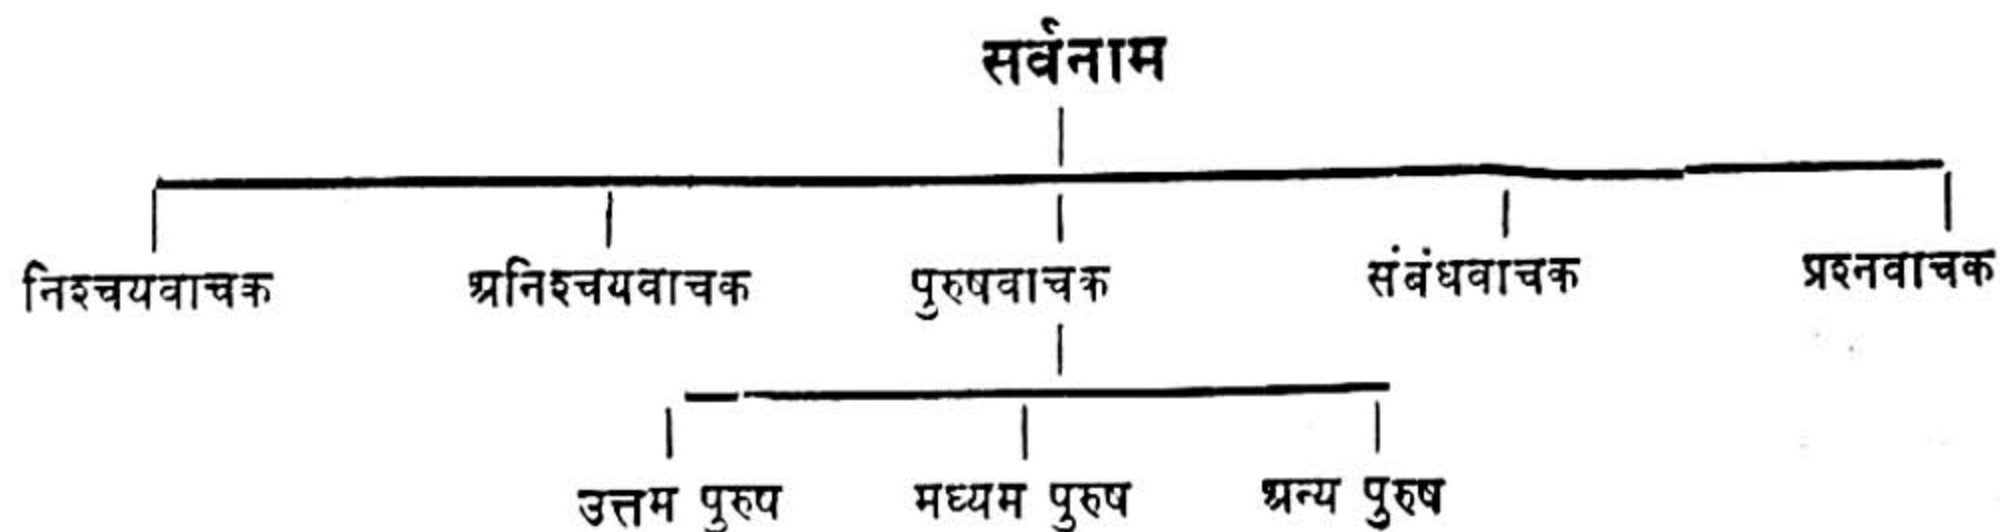 सर्वनाम
निश्चयवाचक अनिश्चयवाचक पुरुषवाचक संबंधवाचक प्रश्नवाचक
उत्तम पुरुष मध्यम पुरुष अन्य पुरुष